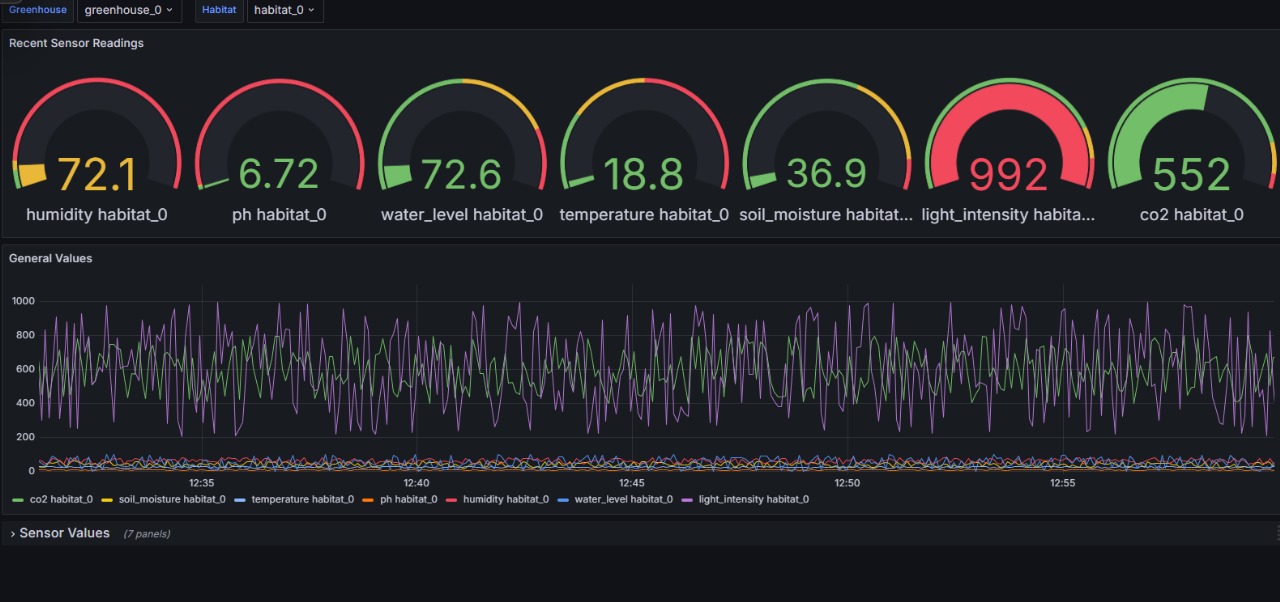 Greenhouse greenhouse_0 Habitat habitat_0
Recent Sensor Readings
72.1 6.72 72.6 18.8 36.9 992 552
humidity habitat_0 ph habitat_0 water_level habitat_0 temperature habitat_0 soil_moisture habitat... light_intensity habita... co2 habitat_0
General Values
1000
800
600
400
200
0
12:35 12:40 12:45 12:50 12:55
co2 habitat_0 soil_moisture habitat_0 temperature habitat_0 ph habitat_0 humidity habitat_0 water_level habitat_0 light_intensity habitat_0
Sensor Values (7 panels)